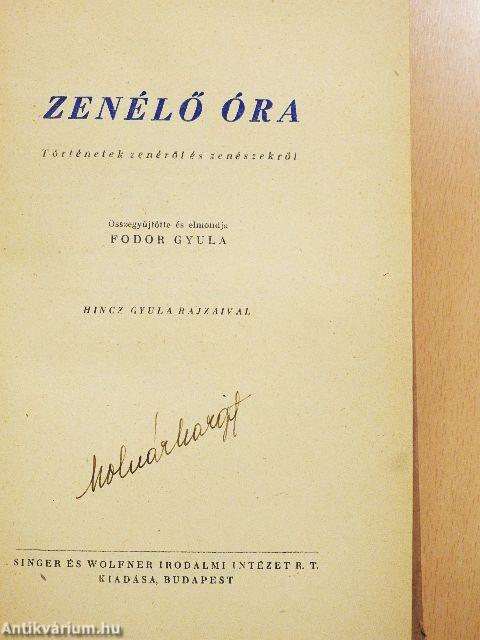 ZENÉLŐ ÓRA
Történetek zenéről és zenészekről
Összegyűjtötte és elmondja
FODOR GYULA
HINCZ GYULA RAJZAIVAL
Molnár Margit
SINGER ÉS WOLFNER IRODALMI INTÉZET R. T.
KIADÁSA, BUDAPEST
Antikvárium.hu